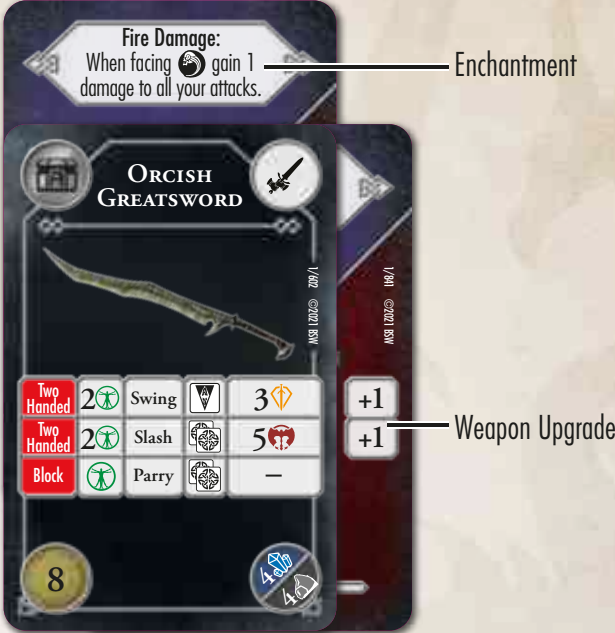 Fire Damage:
When facing gain 1
damage to all your attacks.
Enchantment
Orcish
Greatsword
1/602 ©2021 BSW
1/841 ©2021 BSW
Two Handed 2 Swing 3 +1
Two Handed 2 Slash 5 +1
Weapon Upgrade
Block Parry –
8
4
4